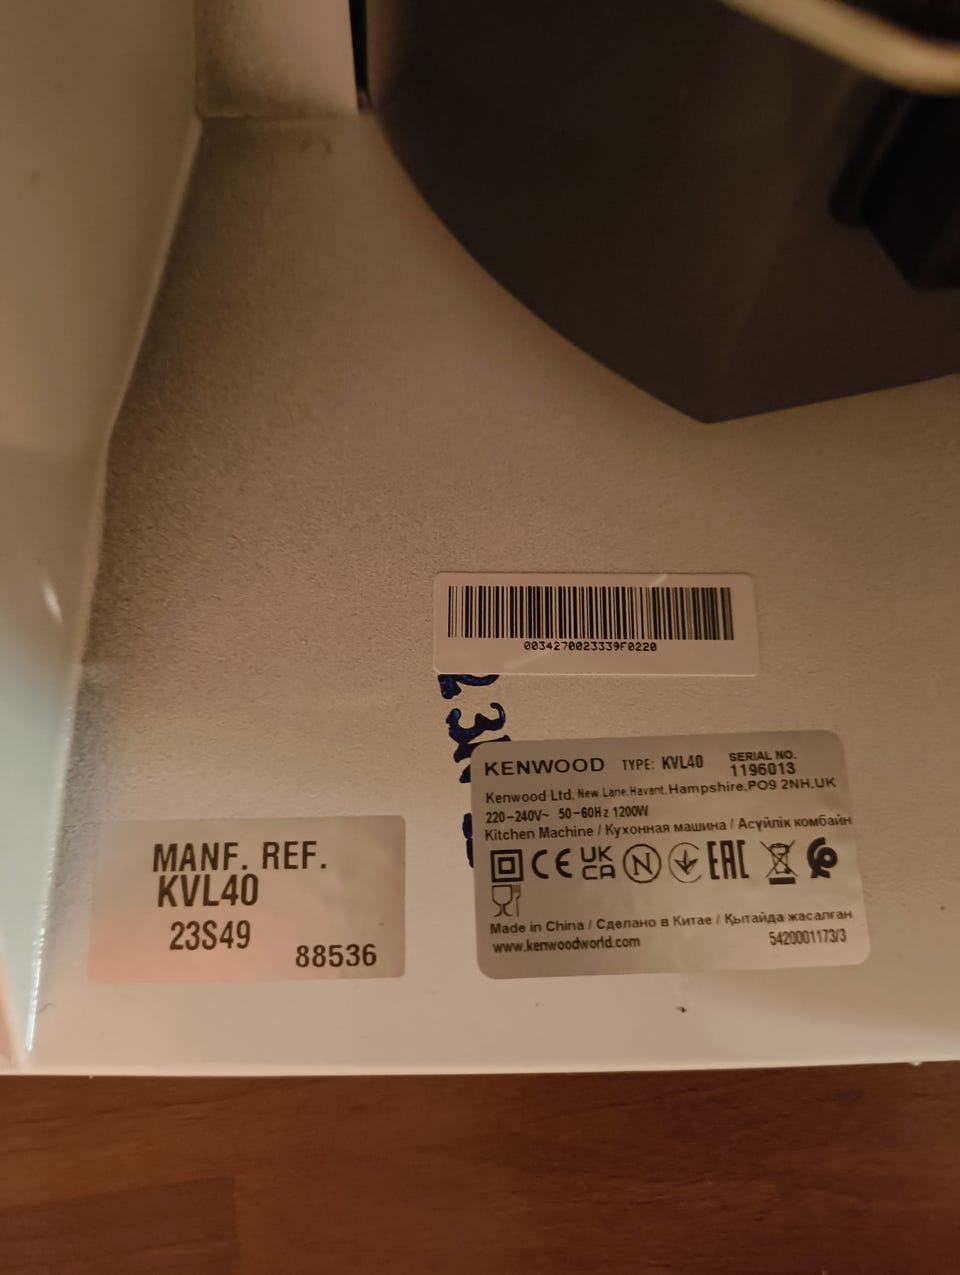 0034270023339F0220
KENWOOD TYPE: KVL40 SERIAL NO. 1196013
Kenwood Ltd, New Lane, Havant, Hampshire, PO9 2NH, UK
220-240V~ 50-60Hz 1200W
Kitchen Machine / Кухонная машина / Асүйлік комбайн
CE UK CA N EAC
Made in China / Сделано в Китае / Қытайда жасалған
www.kenwoodworld.com 5420001173/3
MANF. REF.
KVL40
23S49
88536